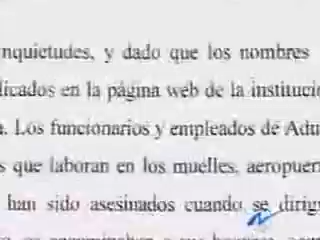 nquietudes, y dado que los nombres
licados en la página web de la institució
a. Los funcionarios y empleados de Adu
s que laboran en los muelles, aeropuer
han sido asesinados cuando se dirig